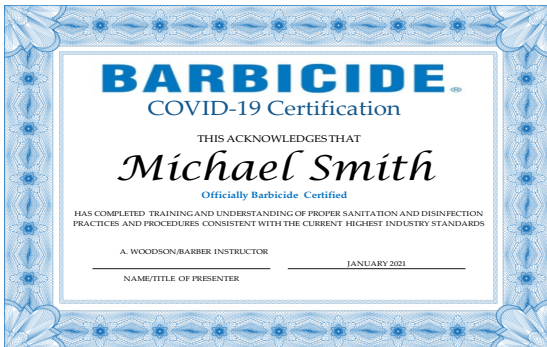 BARBICIDE®
COVID-19 Certification
THIS ACKNOWLEDGES THAT
Michael Smith
Officially Barbicide Certified
HAS COMPLETED TRAINING AND UNDERSTANDING OF PROPER SANITATION AND DISINFECTION
PRACTICES AND PROCEDURES CONSISTENT WITH THE CURRENT HIGHEST INDUSTRY STANDARDS
A. WOODSON/BARBER INSTRUCTOR
JANUARY 2021
NAME/TITLE OF PRESENTER